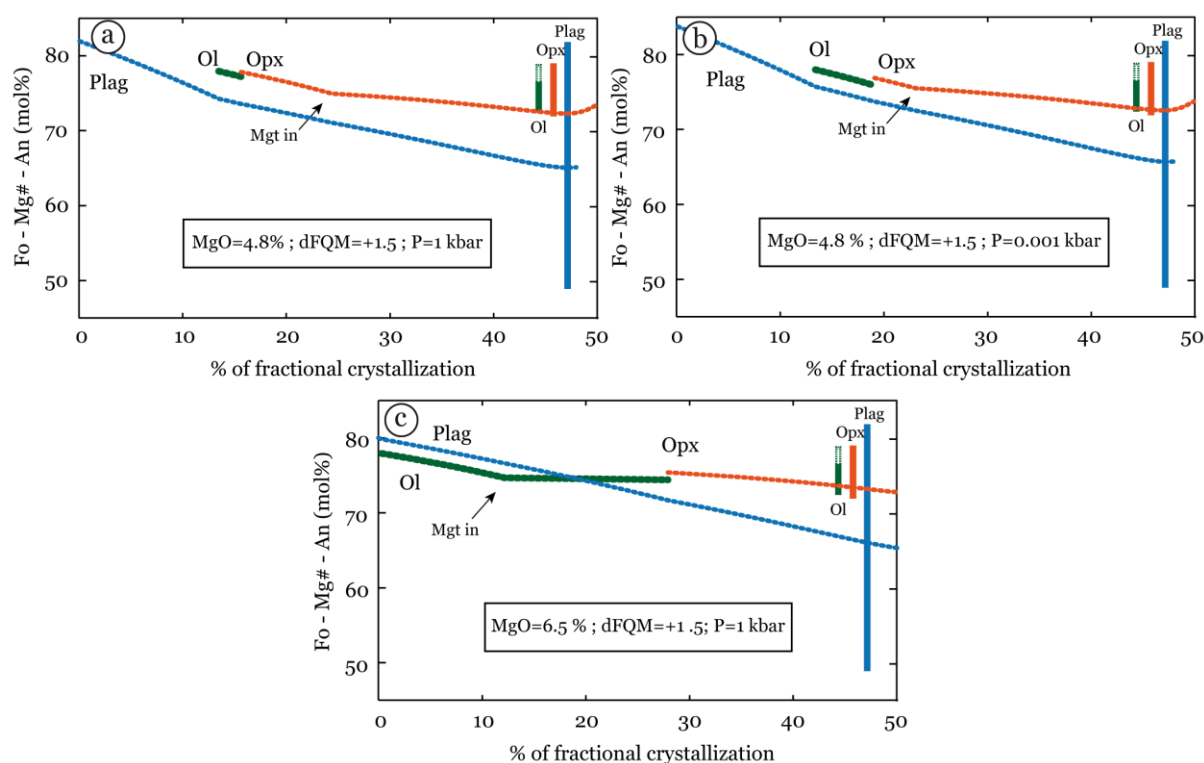 a
Fo - Mg# - An (mol%)
80
70
60
50
Plag
Ol
Opx
Mgt in
Plag
Opx
Ol
MgO=4.8% ; dFQM=+1.5 ; P=1 kbar
0 10 20 30 40 50
% of fractional crystallization
b
Fo - Mg# - An (mol%)
80
70
60
50
Plag
Ol
Opx
Mgt in
Plag
Opx
Ol
MgO=4.8 % ; dFQM=+1.5 ; P=0.001 kbar
0 10 20 30 40 50
% of fractional crystallization
c
Fo - Mg# - An (mol%)
80
70
60
50
Plag
Ol
Mgt in
Opx
Plag
Opx
Ol
MgO=6.5 % ; dFQM=+1 .5; P=1 kbar
0 10 20 30 40 50
% of fractional crystallization